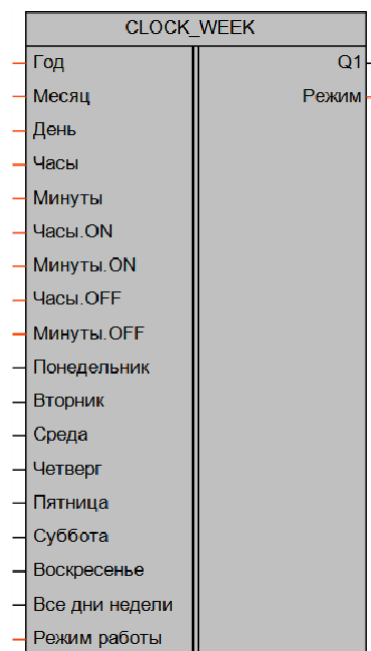 CLOCK_WEEK
Год Q1
Месяц Режим
День
Часы
Минуты
Часы.ON
Минуты.ON
Часы.OFF
Минуты.OFF
Понедельник
Вторник
Среда
Четверг
Пятница
Суббота
Воскресенье
Все дни недели
Режим работы